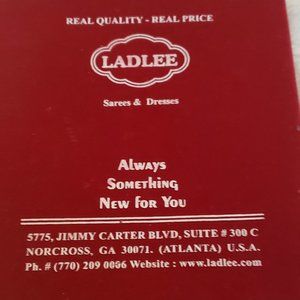 REAL QUALITY - REAL PRICE
LADLEE
Sarees & Dresses
Always
Something
New for You
5775, JIMMY CARTER BLVD, SUITE # 300 C
NORCROSS, GA 30071. (ATLANTA) U.S.A.
Ph. # (770) 209 0056 Website : www.ladlee.com